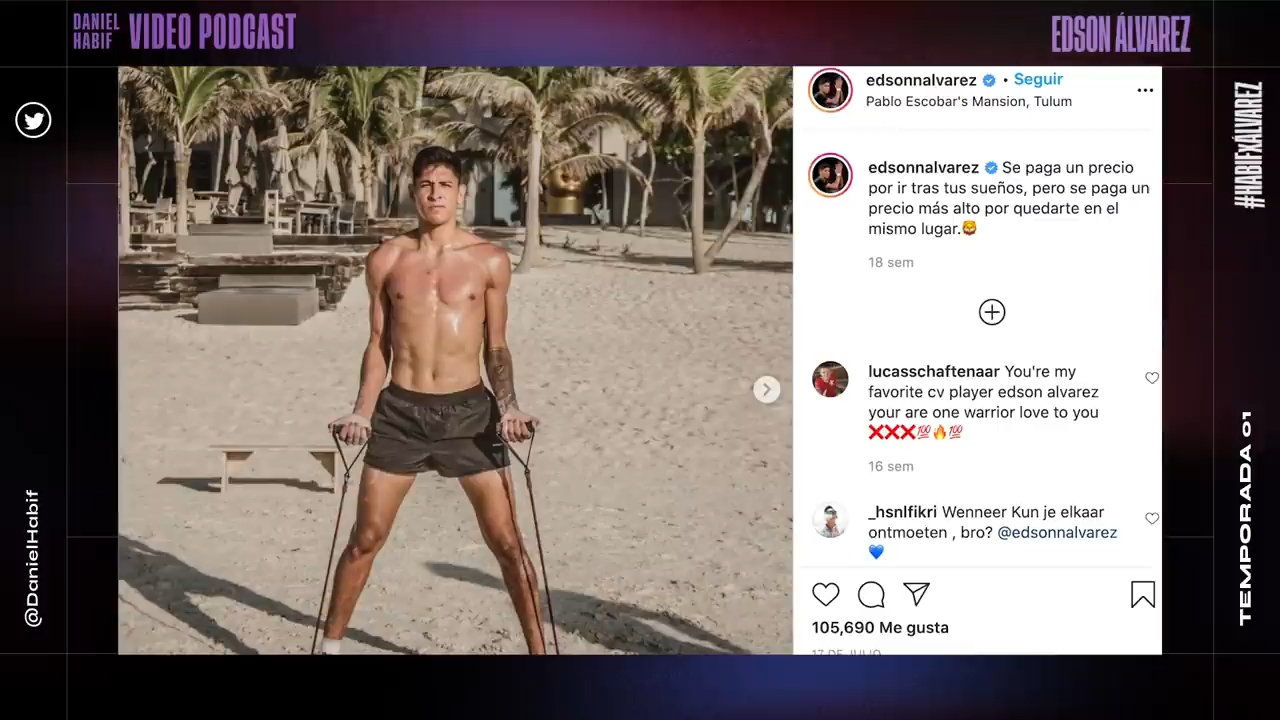 DANIEL
HABIF
VIDEO PODCAST
EDSON ÁLVAREZ
#HABIFXÁLVAREZ
edsonnalvarez • Seguir
Pablo Escobar's Mansion, Tulum
edsonnalvarez Se paga un precio
por ir tras tus sueños, pero se paga un
precio más alto por quedarte en el
mismo lugar.🦁
18 sem
lucasschaftenaar You're my
favorite cv player edson alvarez
your are one warrior love to you
❌❌❌💯🔥💯
16 sem
_hsnlfikri Wenneer Kun je elkaar
ontmoeten , bro? @edsonnalvarez
💙
105,690 Me gusta
17 DE JULIO
@DanielHabif
TEMPORADA 01